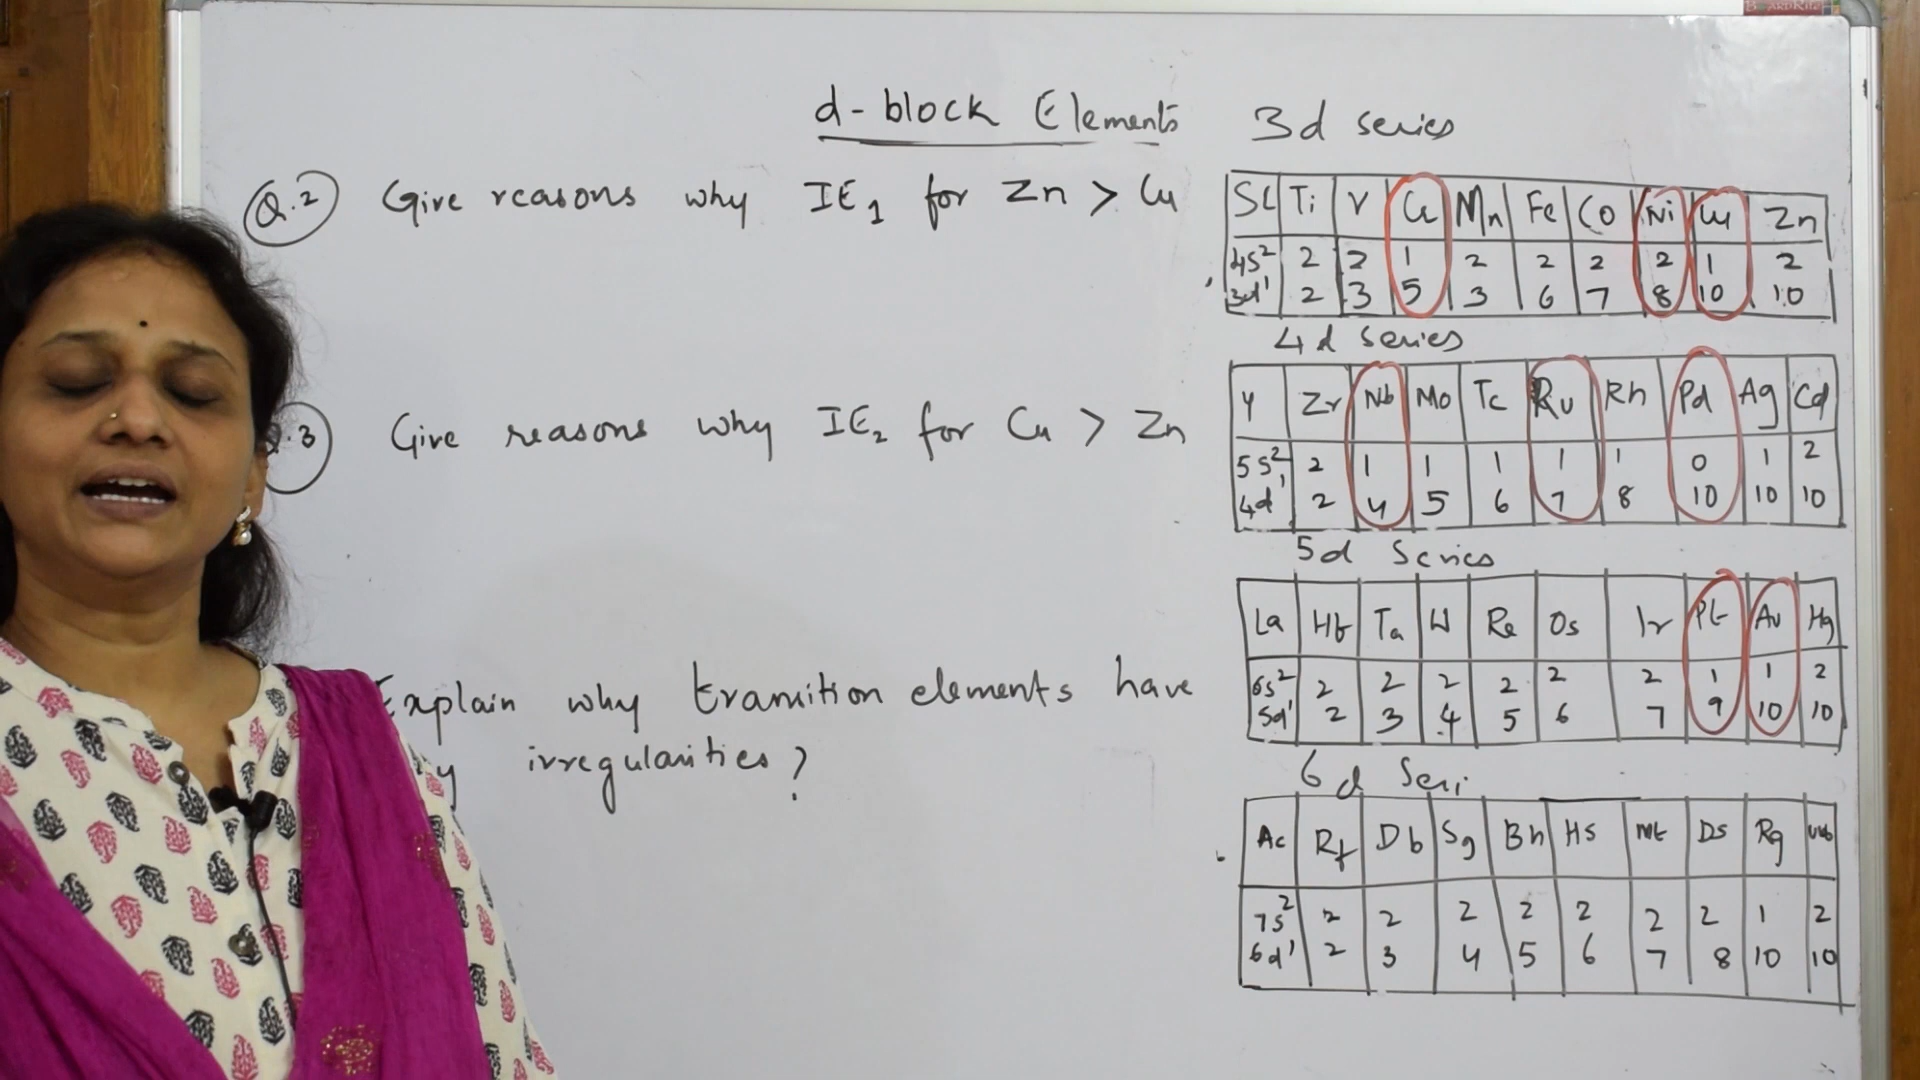 BOARDRITE
d-block Elements
Q.2 Give reasons why IE1 for Zn > Cu
Q.3 Give reasons why IE2 for Cu > Zn
Explain why transition elements have
y irregularities ?
3d series
Sc Ti V Cr Mn Fe Co Ni Cu Zn
4s² 2 2 1 2 2 2 2 1 2
3d¹ 2 3 5 3 6 7 8 10 10
4d series
Y Zr Nb Mo Tc Ru Rh Pd Ag Cd
5s² 2 1 1 1 1 1 0 1 2
4d¹ 2 4 5 6 7 8 10 10 10
5d Series
La Hf Ta W Re Os Ir Pt Au Hg
6s² 2 2 2 2 2 2 1 1 2
5d¹ 2 3 4 5 6 7 9 10 10
6d Seri
Ac Rf Db Sg Bh Hs Mt Ds Rg Uub
7s² 2 2 2 2 2 2 2 1 2
6d¹ 2 3 4 5 6 7 8 10 10